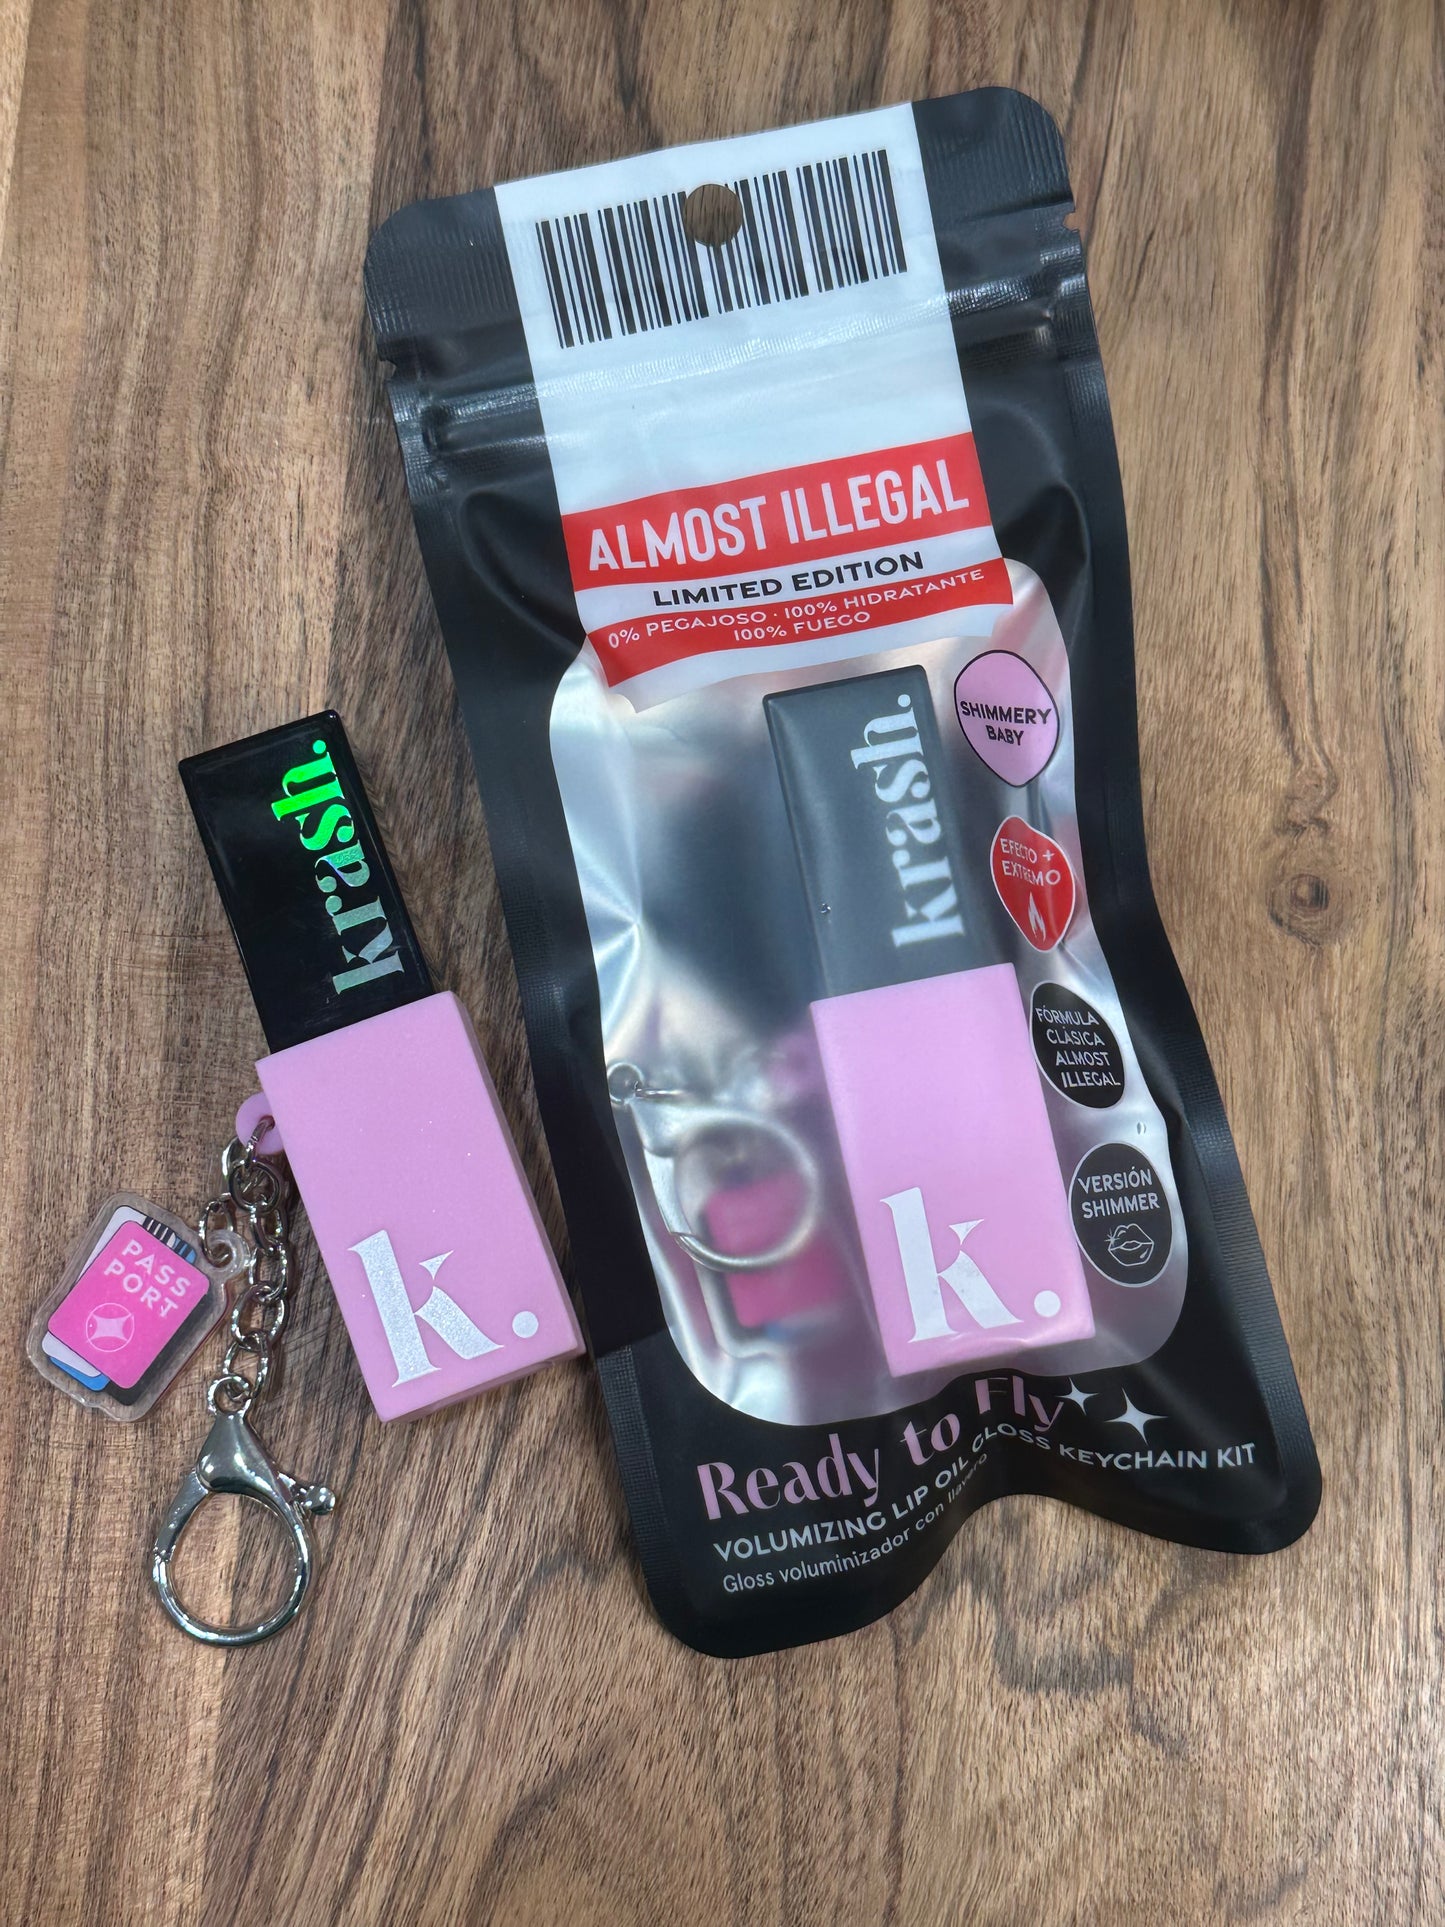 ALMOST ILLEGAL
LIMITED EDITION
0% PEGAJOSO · 100% HIDRATANTE
100% FUEGO
SHIMMERY
BABY
krash.
EFECTO +
EXTREMO
FÓRMULA
CLÁSICA
ALMOST
ILLEGAL
VERSIÓN
SHIMMER
k.
Ready to Fly
VOLUMIZING LIP OIL GLOSS KEYCHAIN KIT
Gloss voluminizador con llavero
krash.
k.
PASS
PORT